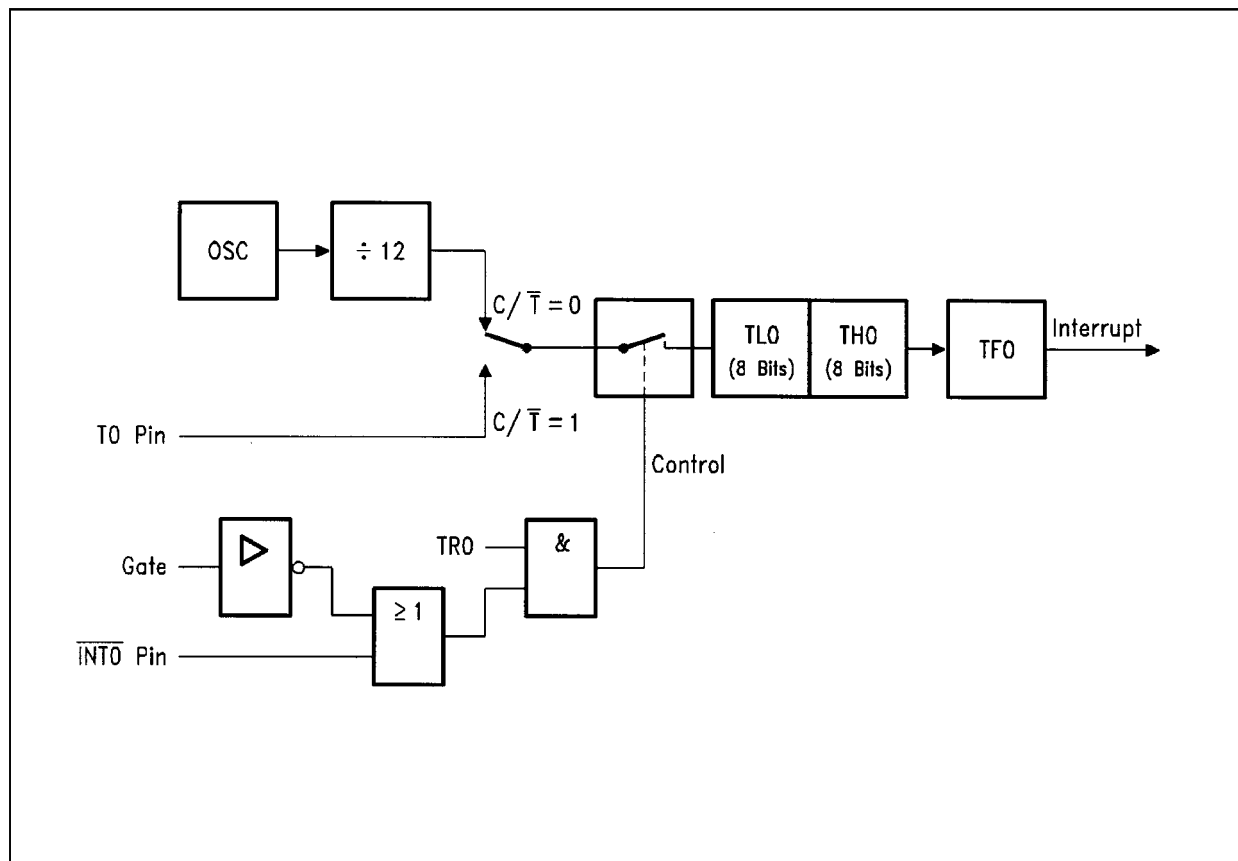 OSC
÷ 12
C/T̅ = 0
TL0
(8 Bits)
TH0
(8 Bits)
TF0
Interrupt
T0 Pin
C/T̅ = 1
Control
Gate
TR0
&
≥ 1
I̅N̅T̅0̅ Pin